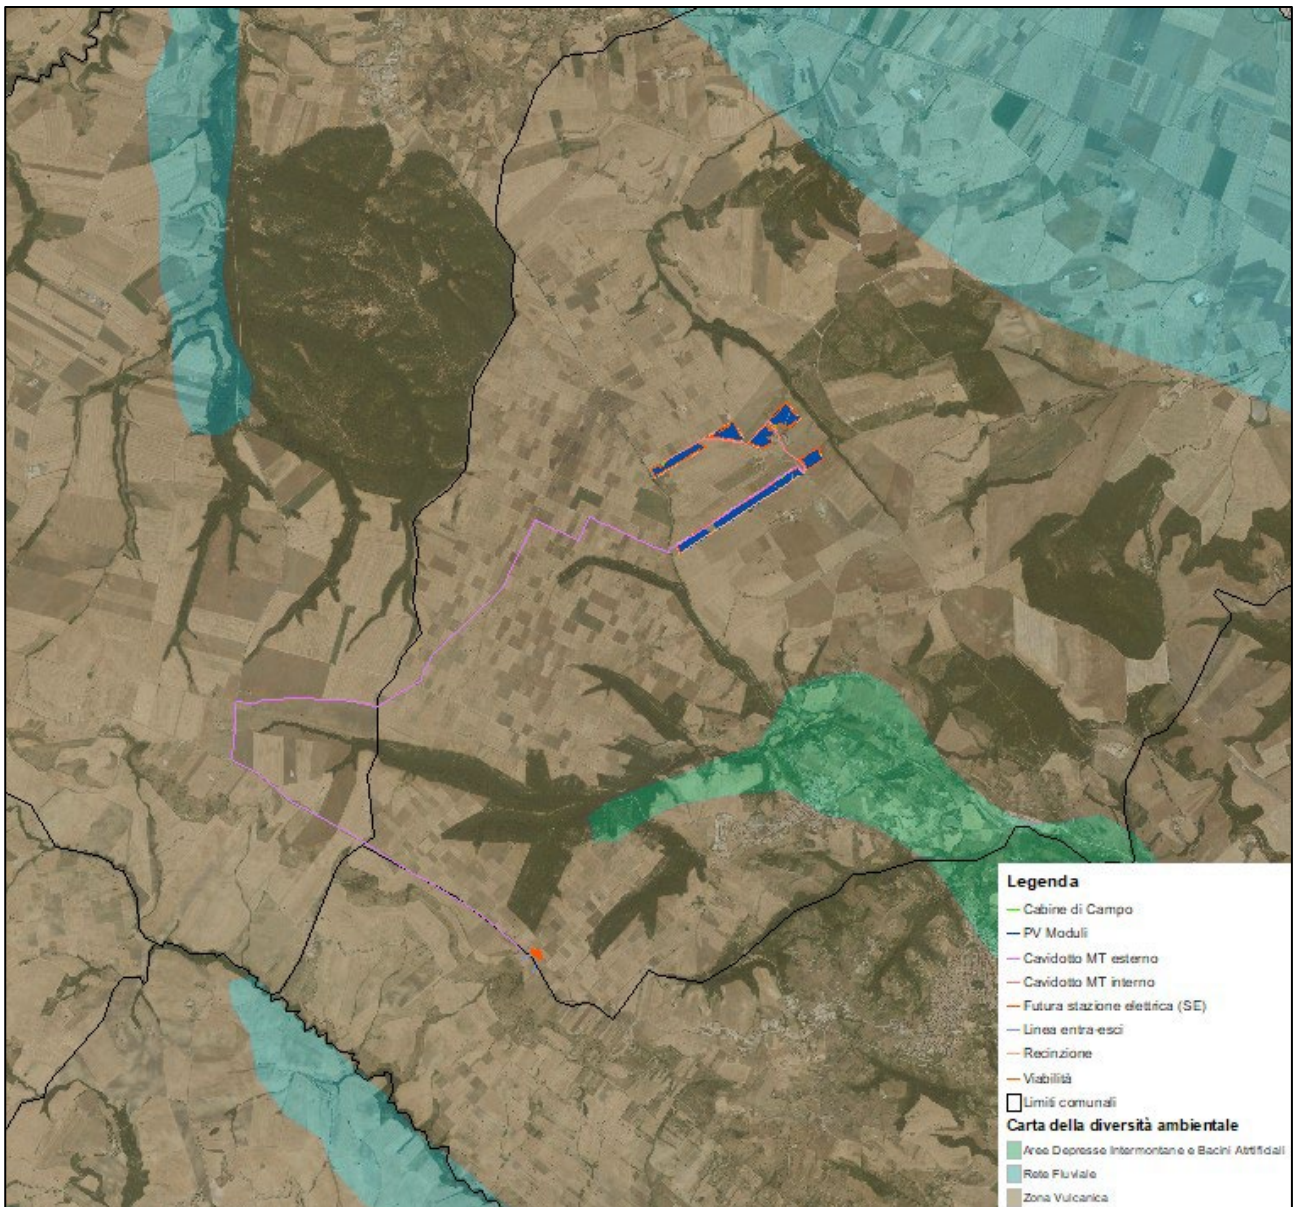 Legenda
Cabine di Campo
PV Moduli
Cavidotto MT esterno
Cavidotto MT interno
Futura stazione elettrica (SE)
Linea entra-esci
Recinzione
Viabilità
Limiti comunali
Carta della diversità ambientale
Aree Depresse Intermontane e Bacini Atrtificiali
Rete Fluviale
Zona Vulcanica